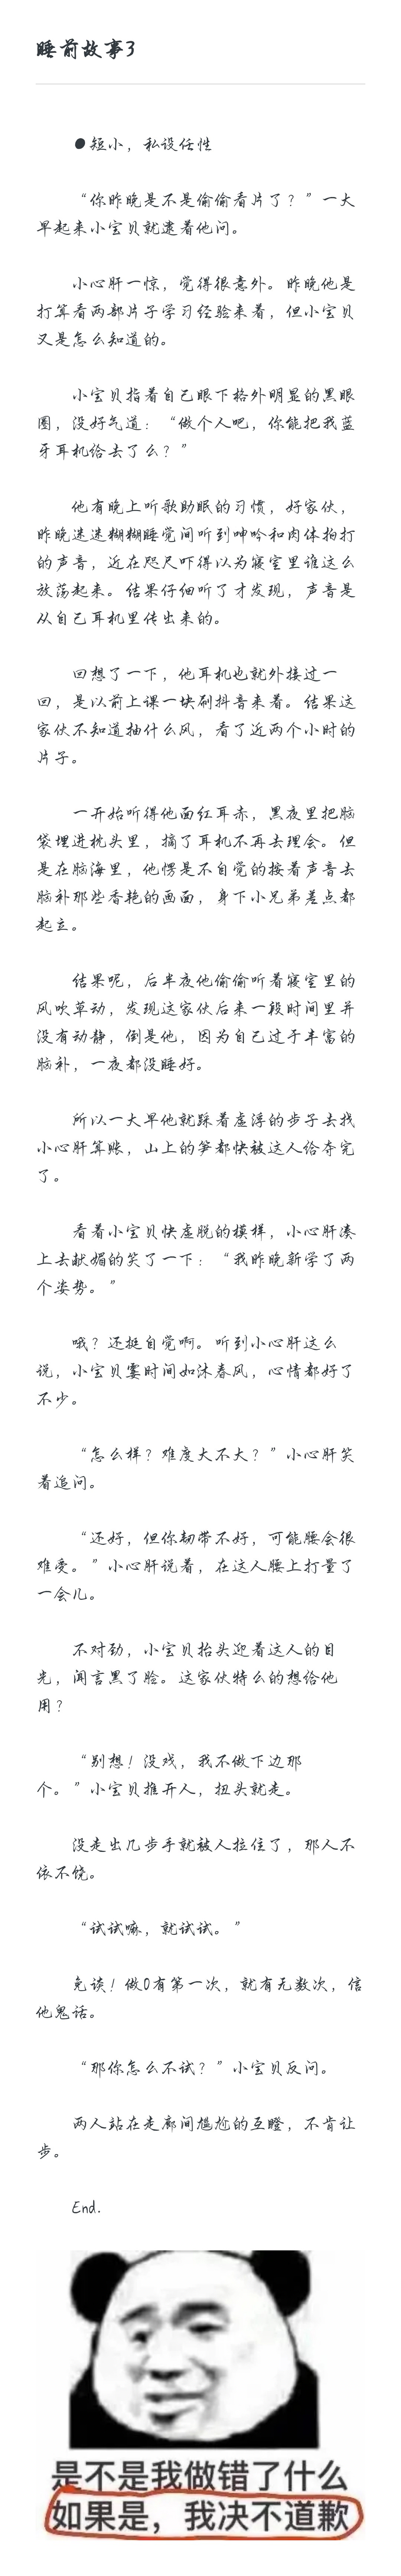 睡前故事3
●短小，私设任性
“你昨晚是不是偷偷看片了？”一大
早起来小宝贝就逮着他问。
小心肝一惊，觉得很意外。昨晚他是
打算看两部片子学习经验来着，但小宝贝
又是怎么知道的。
小宝贝指着自己眼下格外明显的黑眼
圈，没好气道：“做个人吧，你能把我蓝
牙耳机给去了么？”
他有晚上听歌助眠的习惯，好家伙，
昨晚迷迷糊糊睡觉间听到呻吟和肉体拍打
的声音，近在咫尺吓得以为寝室里谁这么
放荡起来。结果仔细听了才发现，声音是
从自己耳机里传出来的。
回想了一下，他耳机也就外接过一
回，是以前上课一块刷抖音来着。结果这
家伙不知道抽什么风，看了近两个小时的
片子。
一开始听得他面红耳赤，黑夜里把脑
袋埋进枕头里，摘了耳机不再去理会。但
是在脑海里，他愣是不自觉的按着声音去
脑补那些香艳的画面，身下小兄弟差点都
起立。
结果呢，后半夜他偷偷听着寝室里的
风吹草动，发现这家伙后来一段时间里并
没有动静，倒是他，因为自己过于丰富的
脑补，一夜都没睡好。
所以一大早他就踩着虚浮的步子去找
小心肝算账，山上的笋都快被这人给夺完
了。
看着小宝贝快虚脱的模样，小心肝凑
上去献媚的笑了一下：“我昨晚新学了两
个姿势。”
哦？还挺自觉啊。听到小心肝这么
说，小宝贝霎时间如沐春风，心情都好了
不少。
“怎么样？难度大不大？”小心肝笑
着追问。
“还好，但你韧带不好，可能腰会很
难受。”小心肝说着，在这人腰上打量了
一会儿。
不对劲，小宝贝抬头迎着这人的目
光，闻言黑了脸。这家伙特么的想给他
用？
“别想！没戏，我不做下边那
个。”小宝贝推开人，扭头就走。
没走出几步手就被人拉住了，那人不
依不饶。
“试试嘛，就试试。”
免谈！做0有第一次，就有无数次，信
他鬼话。
“那你怎么不试？”小宝贝反问。
两人站在走廊间尴尬的互瞪，不肯让
步。
End.
是不是我做错了什么
如果是，我决不道歉